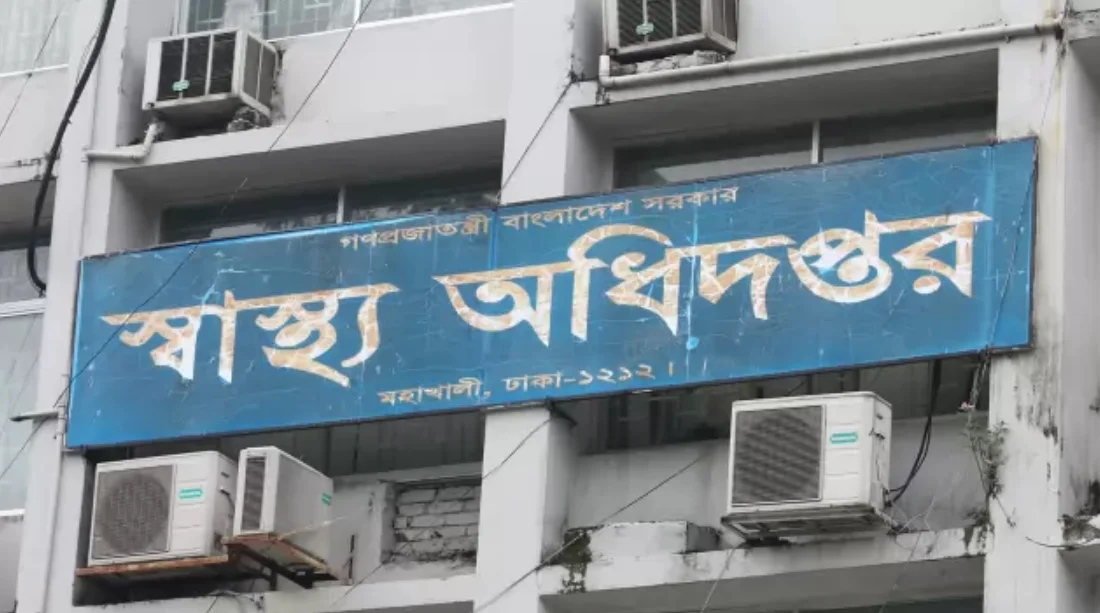 গণপ্রজাতন্ত্রী বাংলাদেশ সরকার
স্বাস্থ্য অধিদপ্তর
মহাখালী, ঢাকা-১২১২।